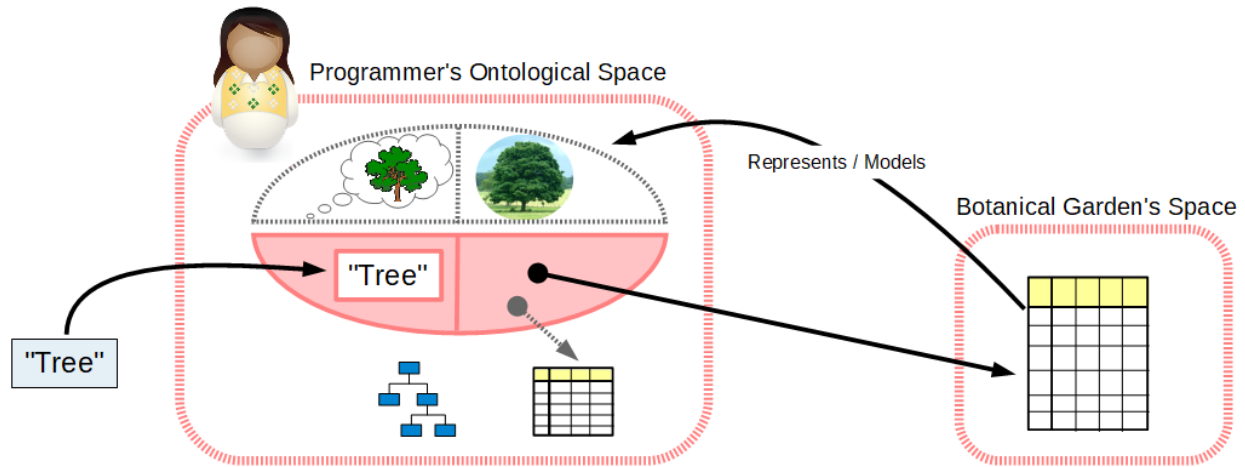 Programmer's Ontological Space
Represents / Models
Botanical Garden's Space
"Tree"
"Tree"